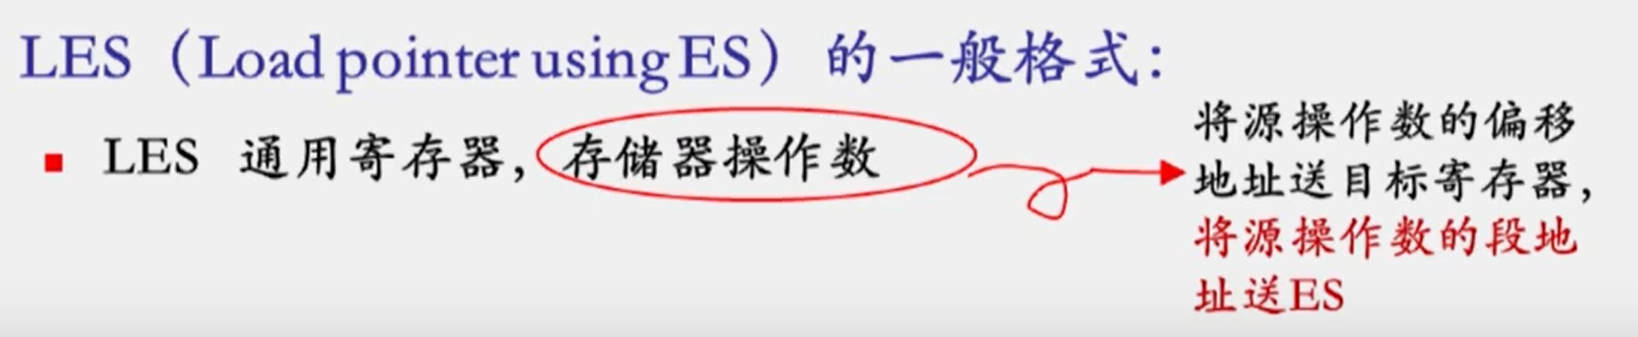 LES（Load pointer using ES）的一般格式：
LES 通用寄存器，存储器操作数
将源操作数的偏移
地址送目标寄存器，
将源操作数的段地
址送ES